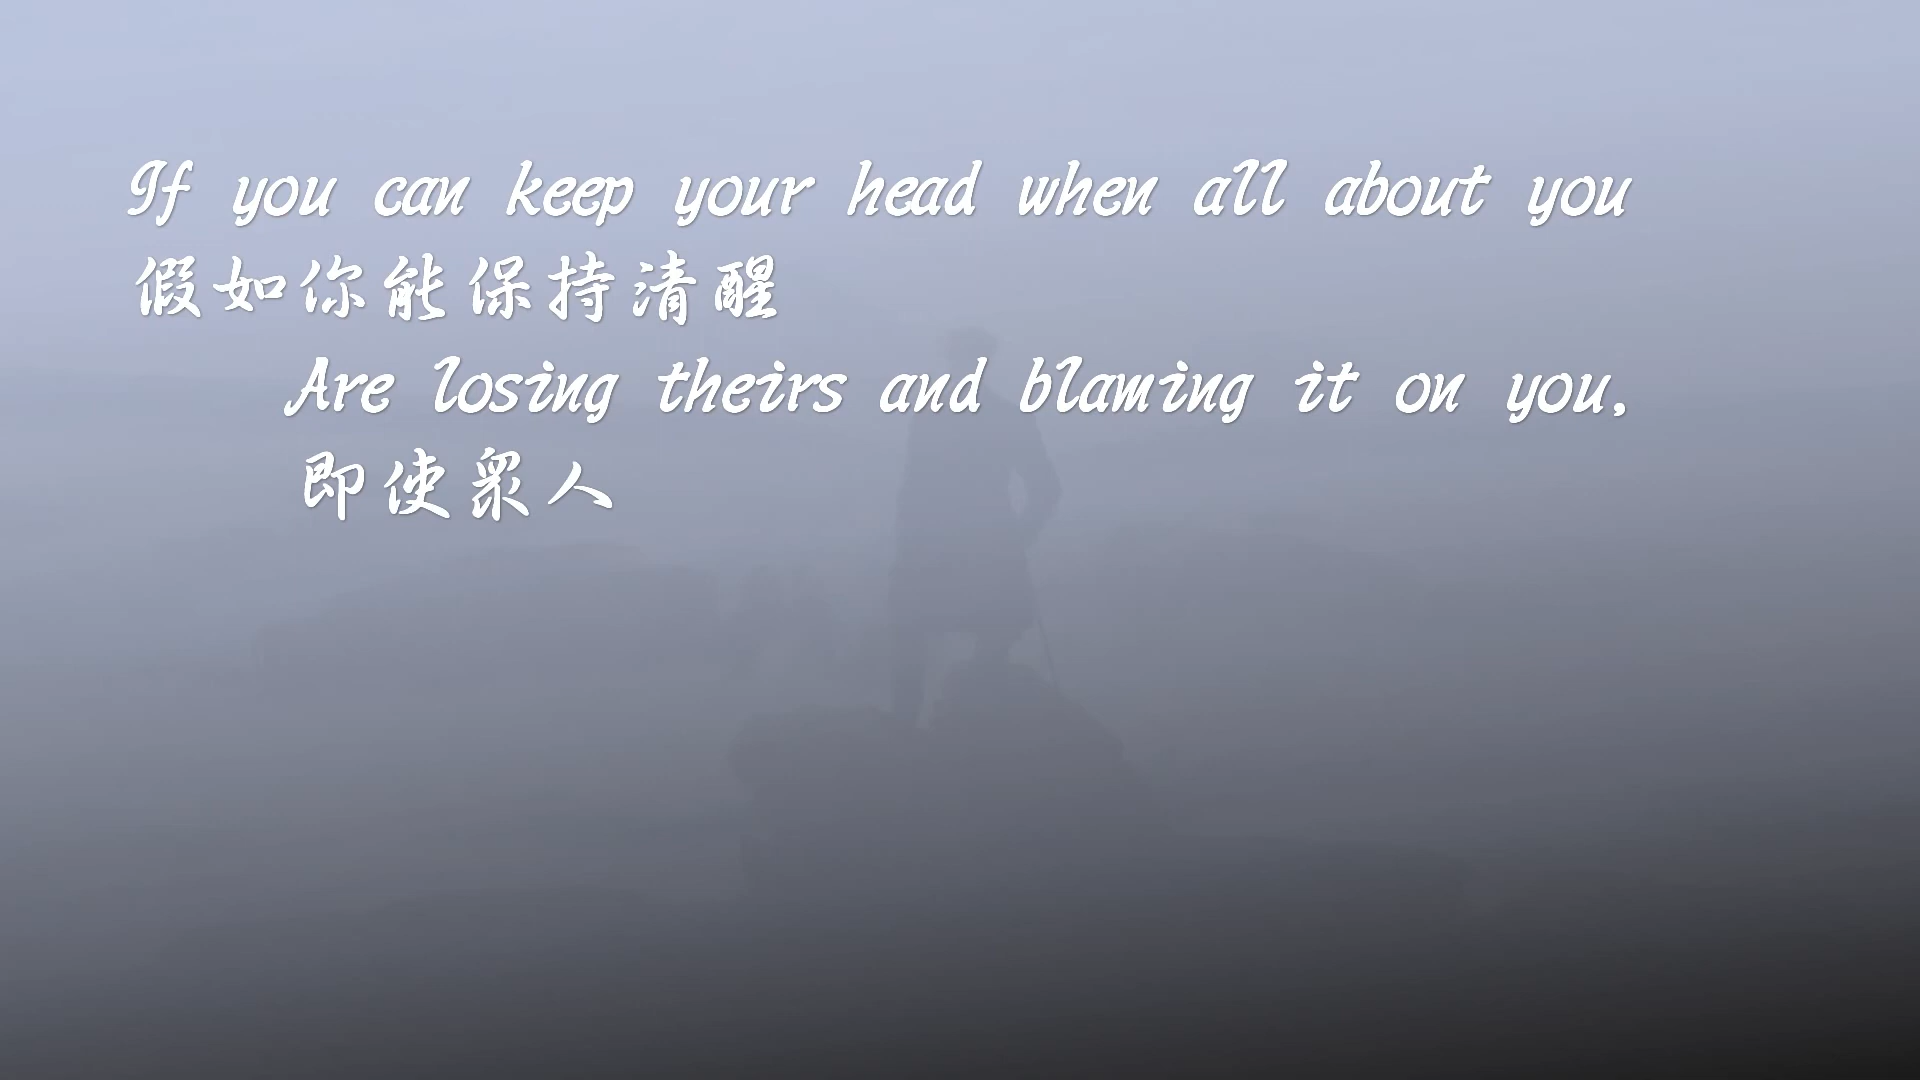 If you can keep your head when all about you
假如你能保持清醒
Are losing theirs and blaming it on you,
即使眾人